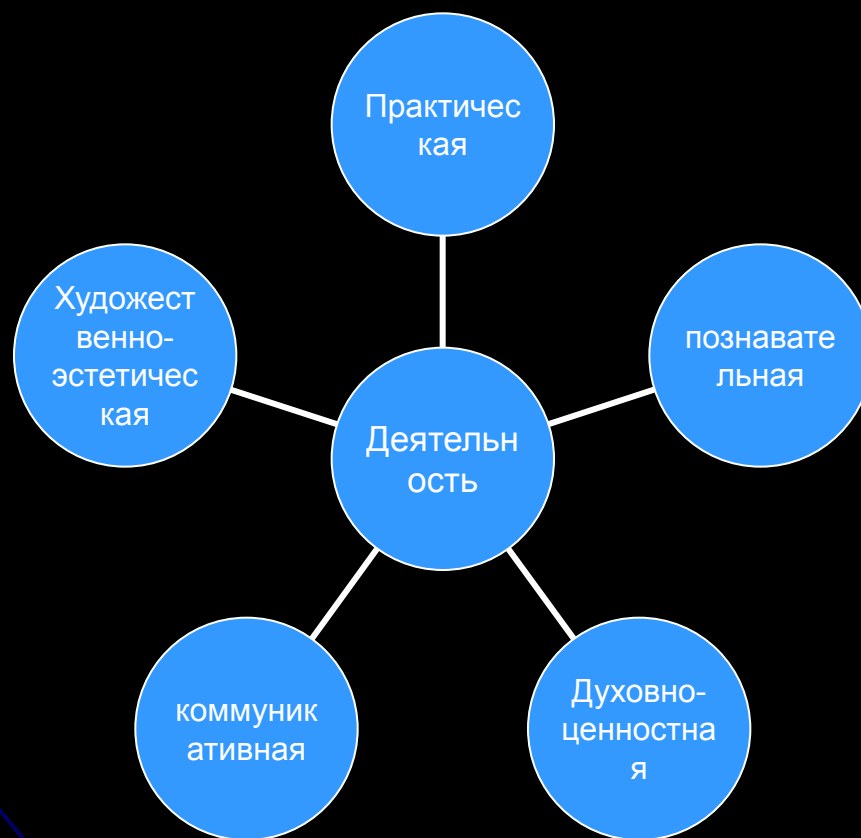 Практичес
кая
Художест
венно-
эстетичес
кая
познавате
льная
Деятельн
ость
коммуник
ативная
Духовно-
ценностна
я